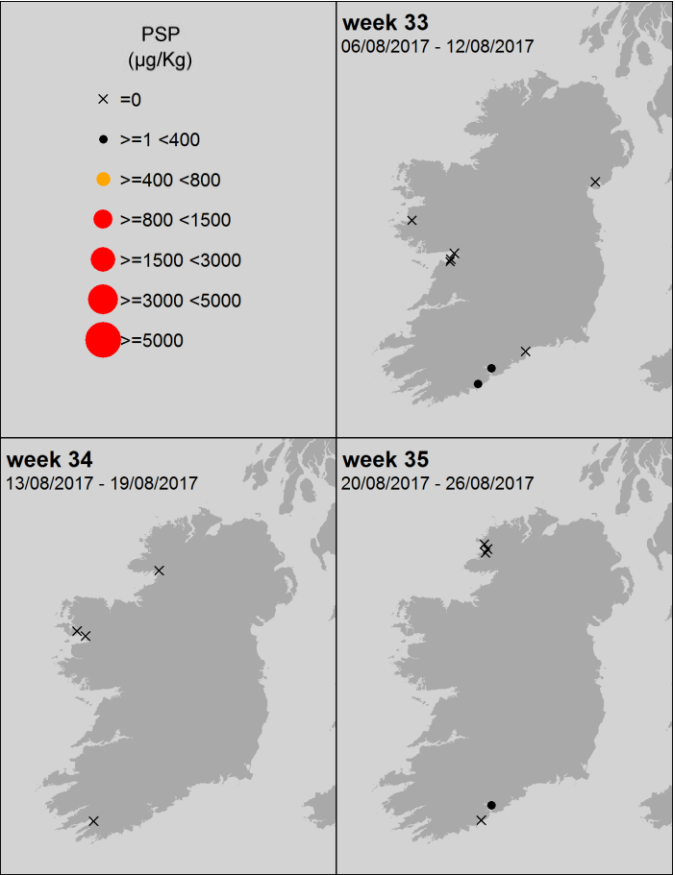 PSP
(µg/Kg)
=0
>=1 <400
>=400 <800
>=800 <1500
>=1500 <3000
>=3000 <5000
>=5000
week 33
06/08/2017 - 12/08/2017
week 34
13/08/2017 - 19/08/2017
week 35
20/08/2017 - 26/08/2017